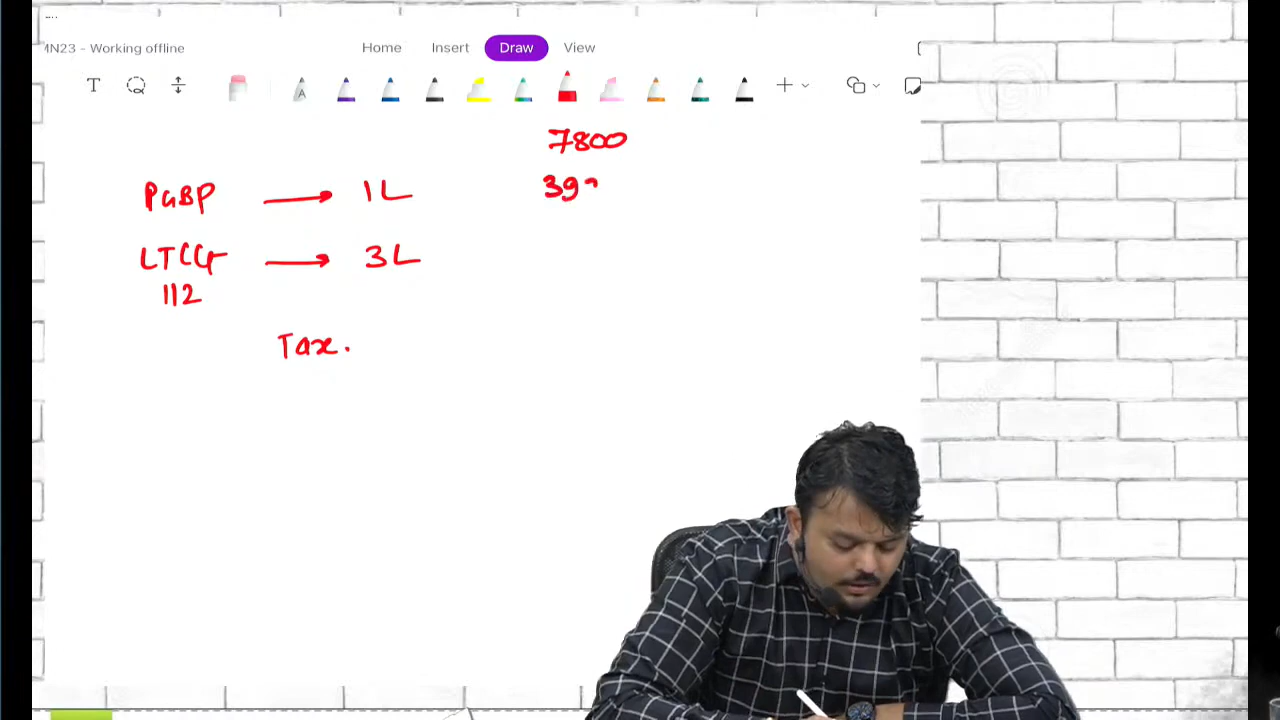 MN23 - Working offline
Home Insert Draw View
T
A
7800
PGBP → 1L
39
LTCG → 3L
112
Tax.